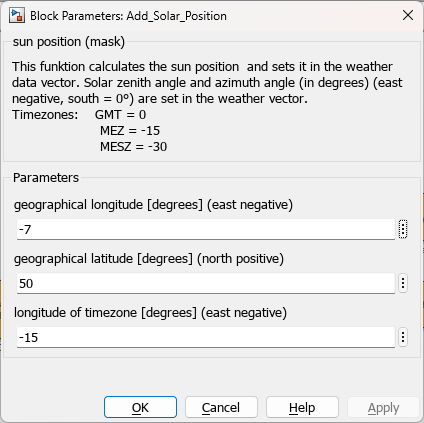 Block Parameters: Add_Solar_Position
sun position (mask)
This funktion calculates the sun position and sets it in the weather
data vector. Solar zenith angle and azimuth angle (in degrees) (east
negative, south = 0°) are set in the weather vector.
Timezones: GMT = 0
MEZ = -15
MESZ = -30
Parameters
geographical longitude [degrees] (east negative)
-7
geographical latitude [degrees] (north positive)
50
longitude of timezone [degrees] (east negative)
-15
OK Cancel Help Apply